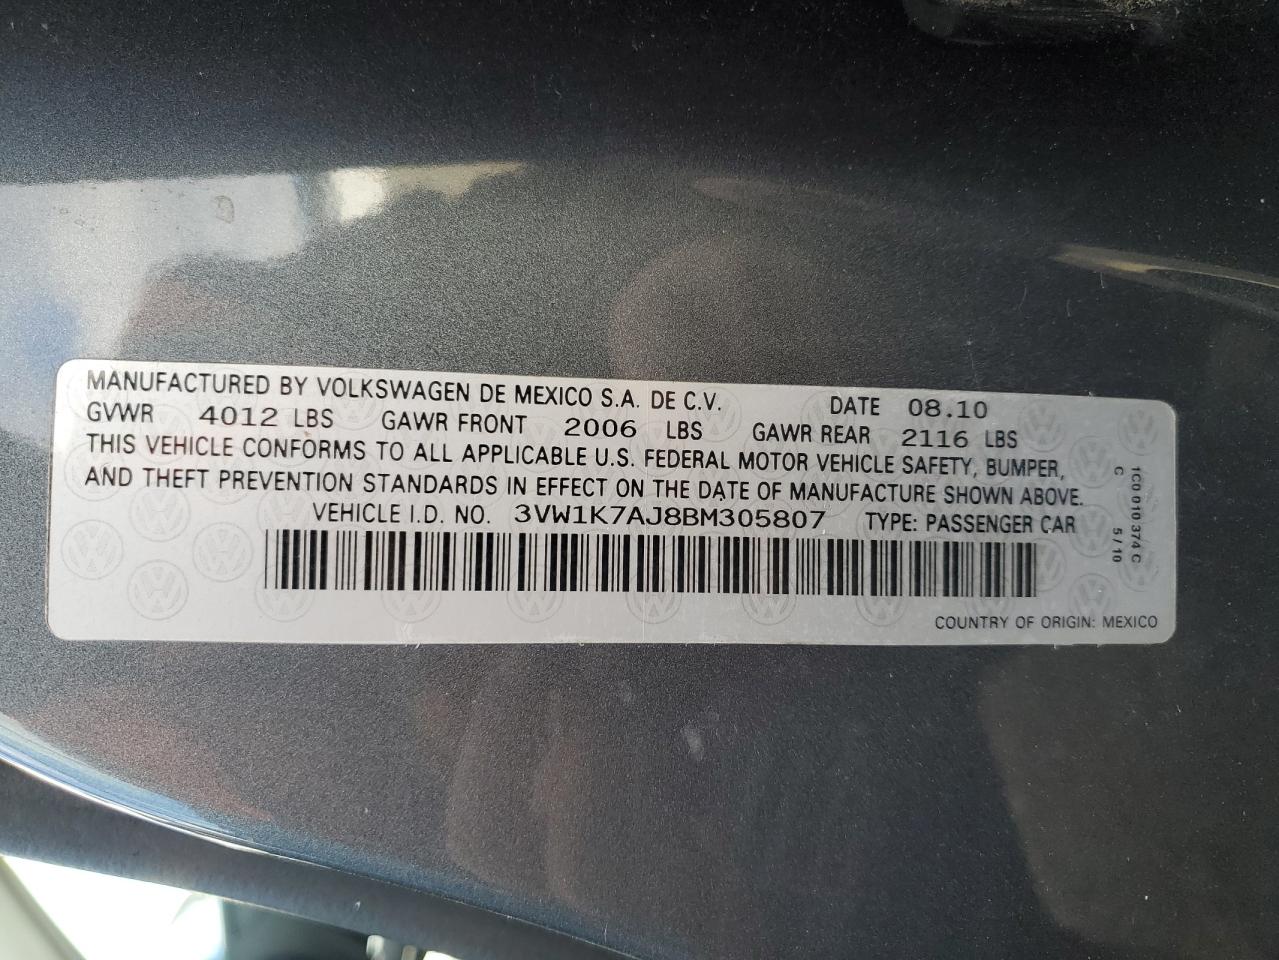 MANUFACTURED BY VOLKSWAGEN DE MEXICO S.A. DE C.V. DATE 08.10
GVWR 4012 LBS GAWR FRONT 2006 LBS GAWR REAR 2116 LBS
THIS VEHICLE CONFORMS TO ALL APPLICABLE U.S. FEDERAL MOTOR VEHICLE SAFETY, BUMPER,
AND THEFT PREVENTION STANDARDS IN EFFECT ON THE DATE OF MANUFACTURE SHOWN ABOVE.
VEHICLE I.D. NO. 3VW1K7AJ8BM305807 TYPE: PASSENGER CAR
COUNTRY OF ORIGIN: MEXICO
1C0 010 374 C
C 5/10